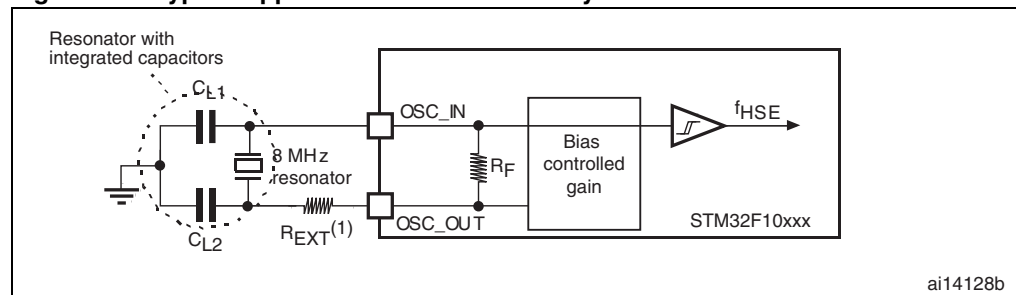 Resonator with
integrated capacitors
CL1
OSC_IN
fHSE
8 MHz
resonator
RF
Bias
controlled
gain
STM32F10xxx
OSC_OUT
REXT(1)
CL2
ai14128b